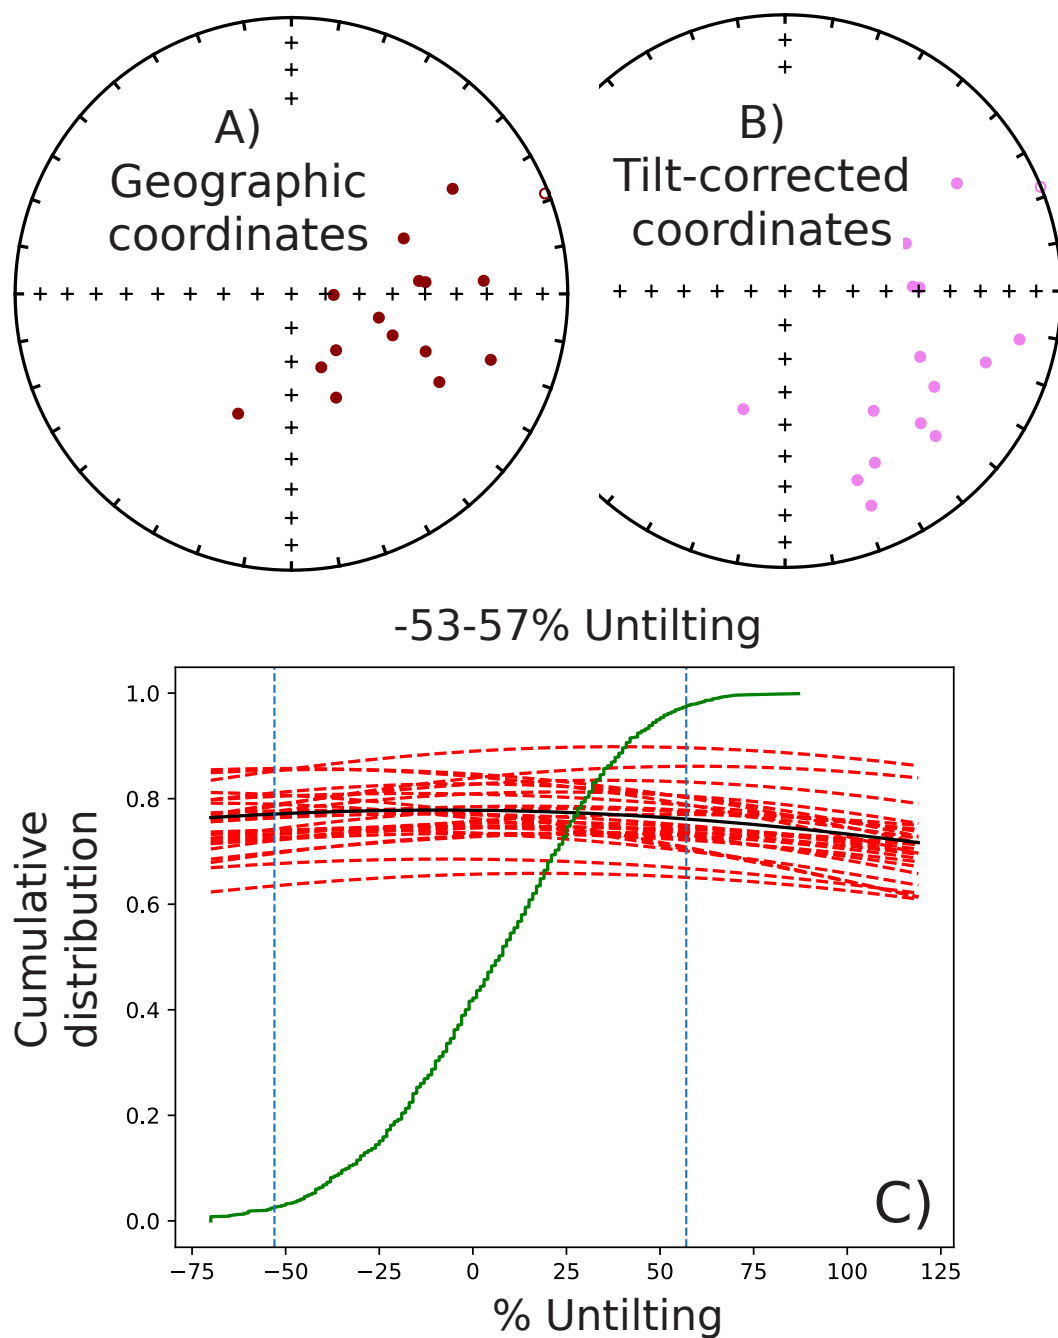 A)
Geographic
coordinates
B)
Tilt-corrected
coordinates
-53-57% Untilting
Cumulative
distribution
1.0
0.8
0.6
0.4
0.2
0.0
C)
−75 −50 −25 0 25 50 75 100 125
% Untilting